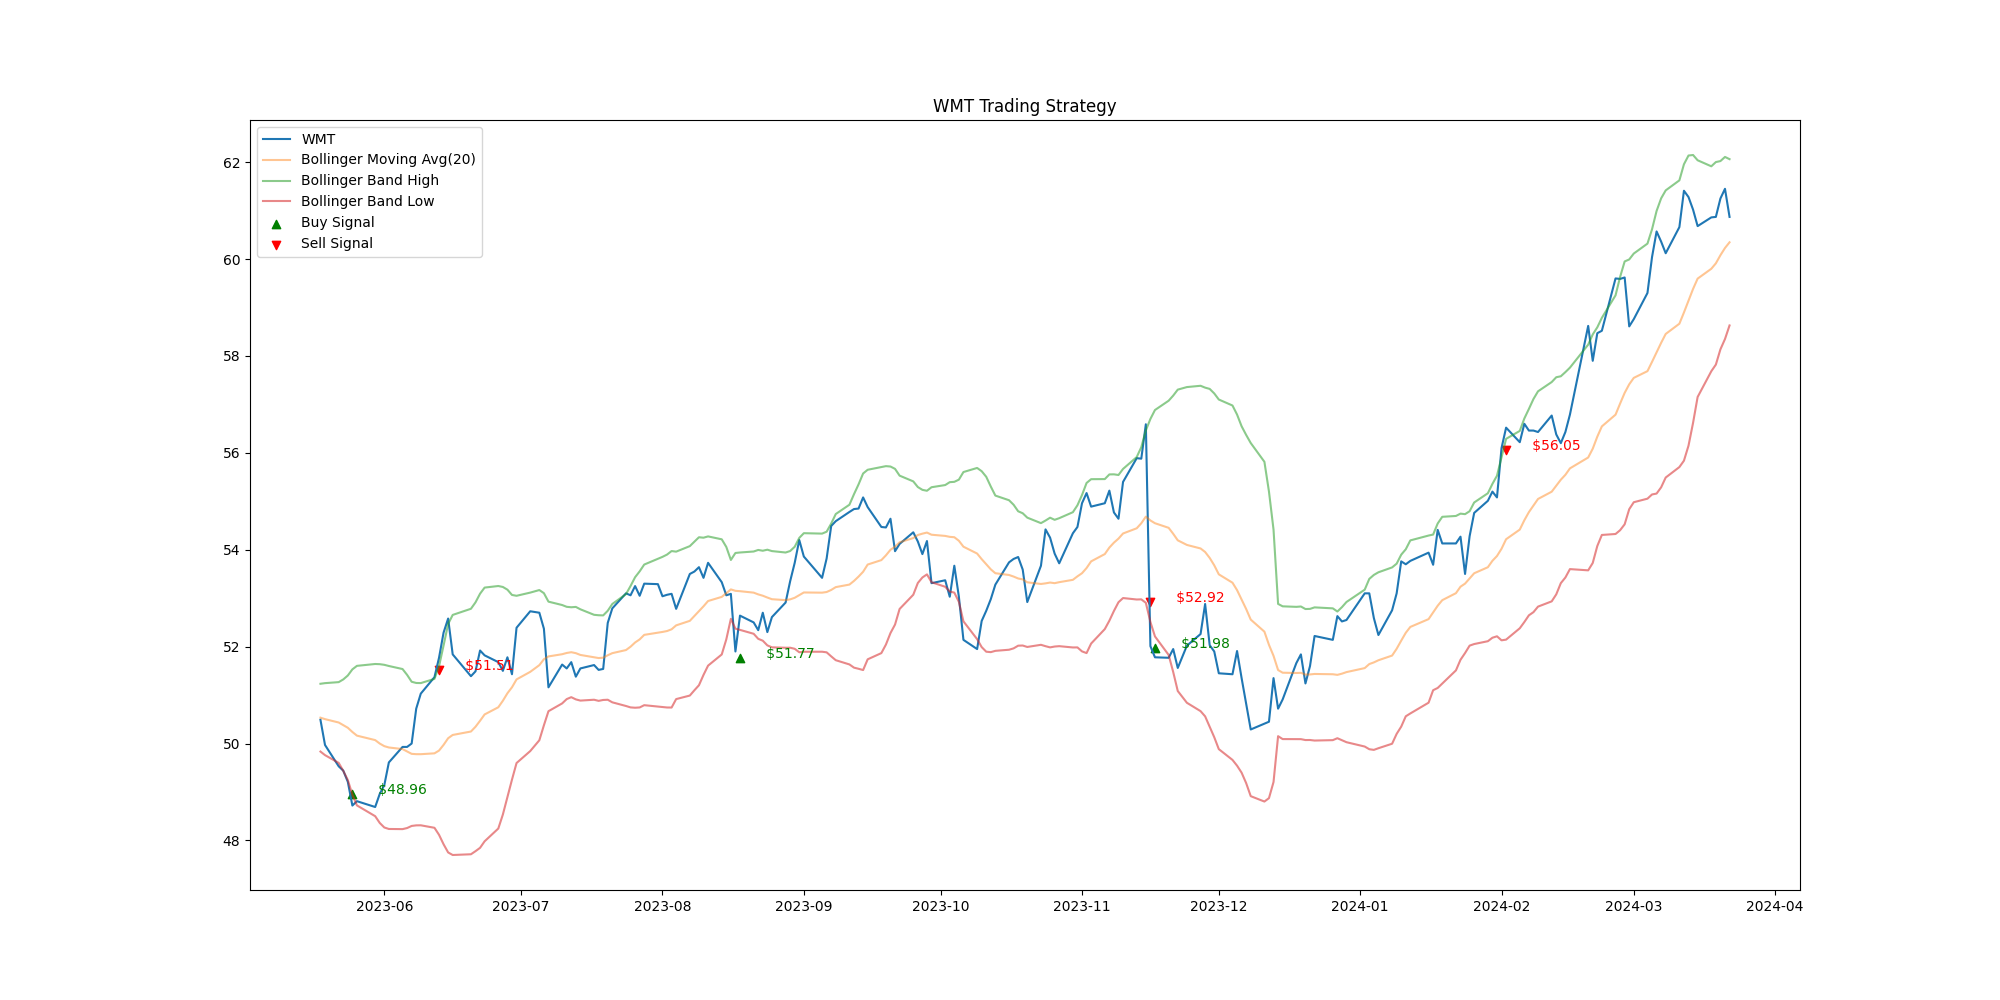 WMT Trading Strategy
WMT
Bollinger Moving Avg(20)
Bollinger Band High
Bollinger Band Low
Buy Signal
Sell Signal
62
60
58
56
54
52
50
48
$48.96
$51.51
$51.77
$52.92
$51.98
$56.05
2023-06 2023-07 2023-08 2023-09 2023-10 2023-11 2023-12 2024-01 2024-02 2024-03 2024-04